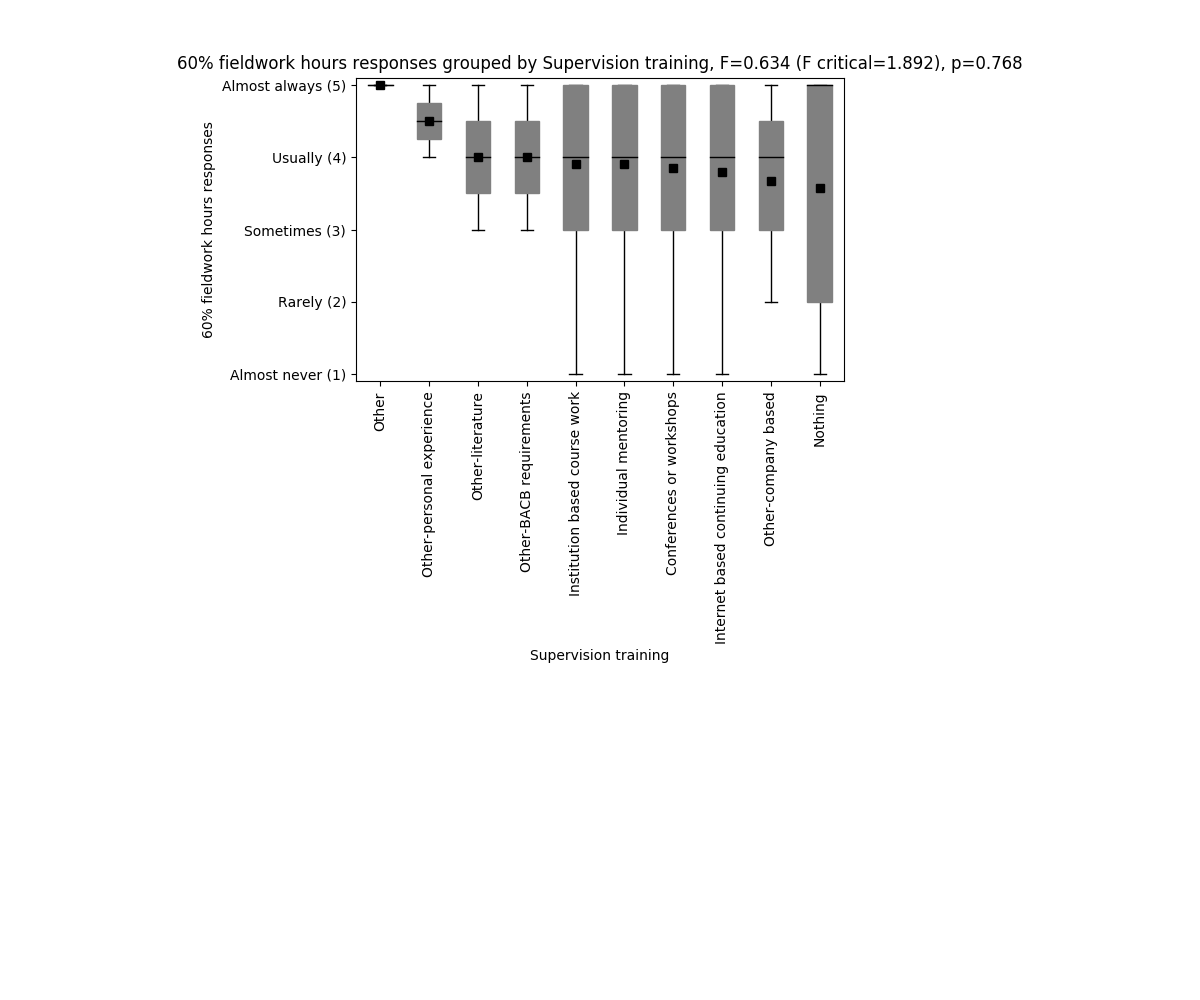 60% fieldwork hours responses grouped by Supervision training, F=0.634 (F critical=1.892), p=0.768
60% fieldwork hours responses
Almost always (5)
Usually (4)
Sometimes (3)
Rarely (2)
Almost never (1)
Other
Other-personal experience
Other-literature
Other-BACB requirements
Institution based course work
Individual mentoring
Conferences or workshops
Internet based continuing education
Other-company based
Nothing
Supervision training